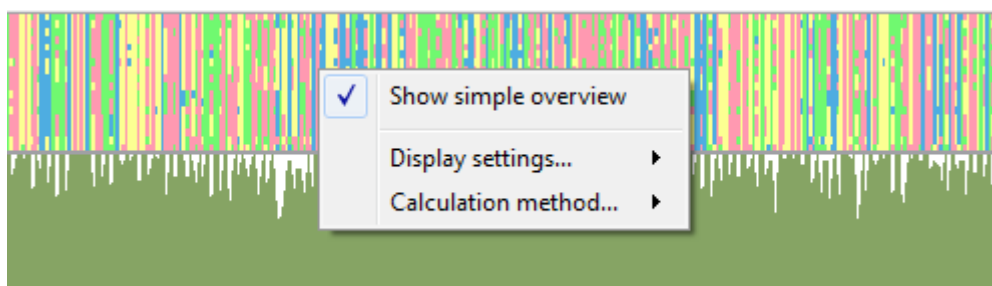 Show simple overview
Display settings...
Calculation method...